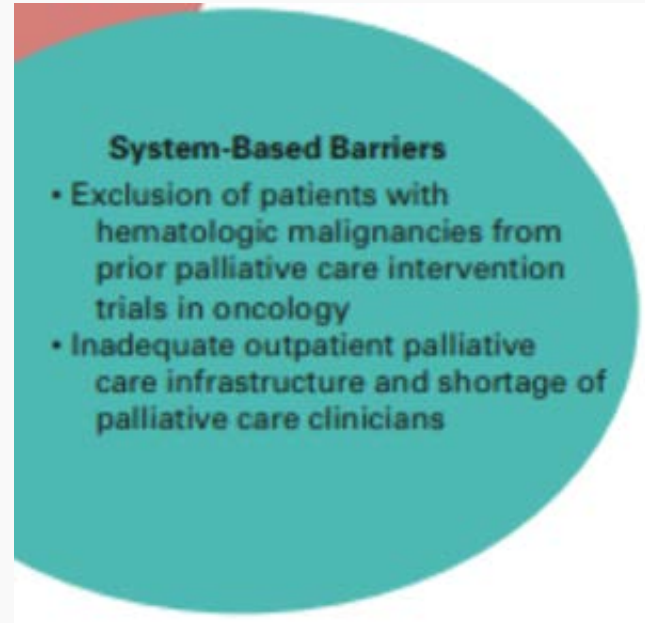 System-Based Barriers
• Exclusion of patients with
hematologic malignancies from
prior palliative care intervention
trials in oncology
• Inadequate outpatient palliative
care infrastructure and shortage of
palliative care clinicians